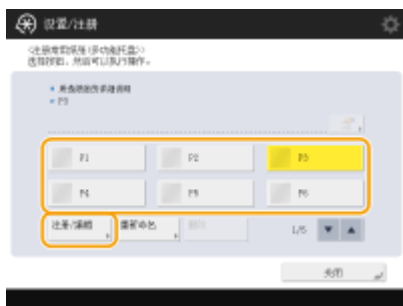 设置/注册
<注册常用纸张(多功能托盘)>
选择按钮，然后可以执行操作。
P3
P1
P2
P3
P4
P5
P6
注册/编辑
重新命名
删除
1/5
关闭